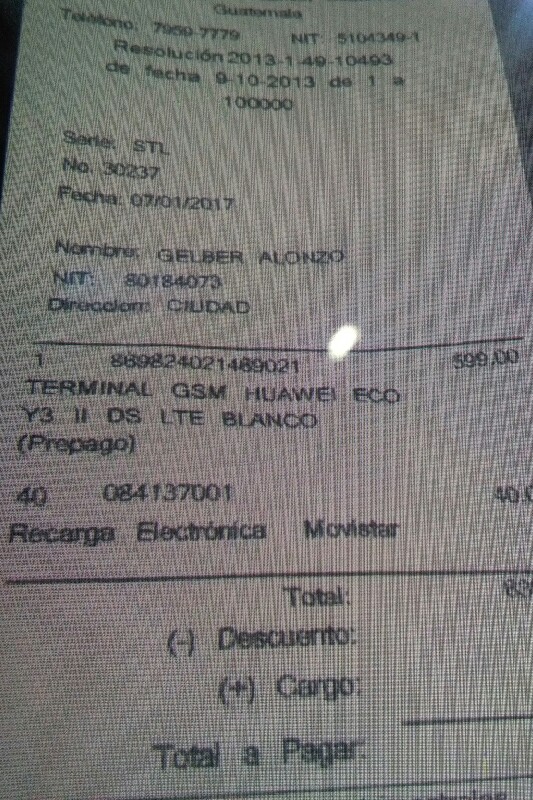 Guatemala
Teléfono: 7959-7779 NIT: 5104349-1
Resolución 2013-1-49-10493
de fecha 9-10-2013 de 1 a
100000
Serie: STL
No. 30237
Fecha: 07/01/2017
Nombre: GELBER ALONZO
NIT: 80184073
Direccion: CIUDAD
1 869824021469021 599.00
TERMINAL GSM HUAWEI ECO
Y3 II DS LTE BLANCO
(Prepago)
40 084137001 40.0
Recarga Electrónica Movistar
Total:
(-) Descuento:
(+) Cargo:
Total a Pagar: